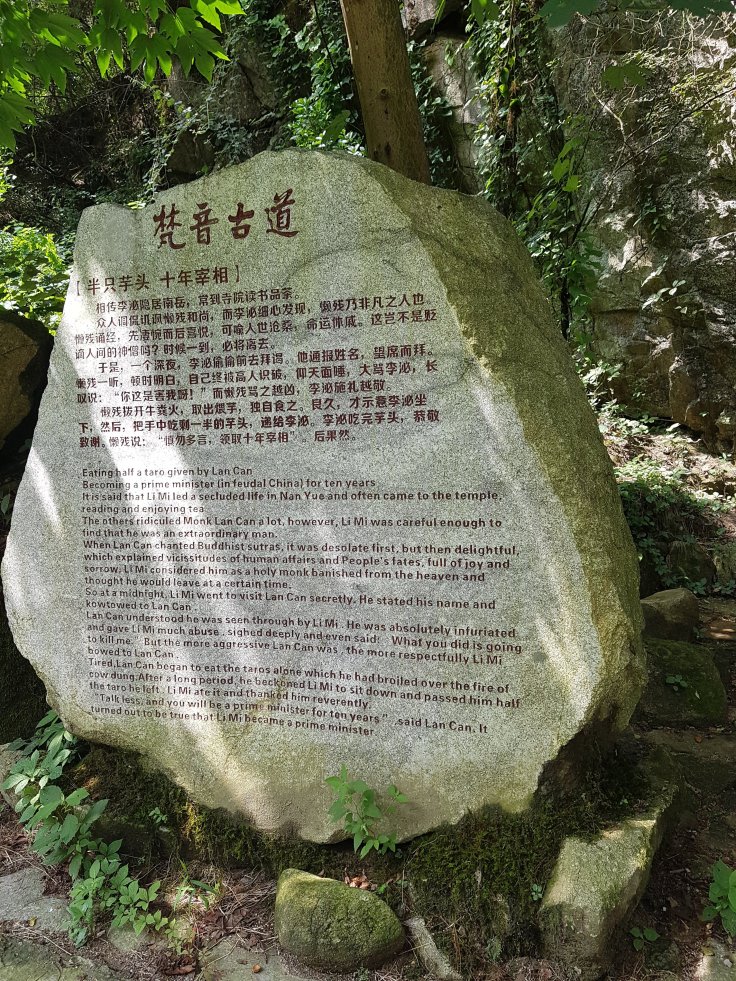 梵音古道
【半只芋头 十年宰相】
相传李泌隐居南岳，常到寺院读书品茶。
众人调侃讥讽懒残和尚，而李泌细心发现，懒残乃非凡之人也
懒残诵经，先凄惋而后喜悦，可喻人世沧桑，命运休戚。这岂不是贬
谪人间的神僧吗？时候一到，必将离去。
于是，一个深夜，李泌偷偷前去拜谒。他通报姓名，望席而拜。
懒残一听，顿时明白，自己终被高人识破，仰天面唾，大骂李泌，长
叹说：“你这是害我呀！”而懒残骂之越凶，李泌施礼越敬。
懒残拨开牛粪火，取出煨芋，独自食之。良久，才示意李泌坐
下，然后，把手中吃剩一半的芋头，递给李泌。李泌吃完芋头，恭敬
致谢。懒残说：“慎勿多言，领取十年宰相”。后果然。
Eating half a taro given by Lan Can
Becoming a prime minister (in feudal China) for ten years
It is said that Li Mi led a secluded life in Nan Yue and often came to the temple,
reading and enjoying tea
The others ridiculed Monk Lan Can a lot, however, Li Mi was careful enough to
find that he was an extraordinary man.
When Lan Can chanted Buddhist sutras, it was desolate first, but then delightful,
which explained vicissitudes of human affairs and People's fates, full of joy and
sorrow. Li Mi considered him as a holy monk banished from the heaven and
thought he would leave at a certain time.
So at a midnight, Li Mi went to visit Lan Can secretly. He stated his name and
kowtowed to Lan Can .
Lan Can understood he was seen through by Li Mi . He was absolutely infuriated
and gave Li Mi much abuse , sighed deeply and even said: What you did is going
to kill me." But the more aggressive Lan Can was , the more respectfully Li Mi
bowed to Lan Can .
Tired,Lan Can began to eat the taros alone which he had broiled over the fire of
cow dung.After a long period, he beckoned Li Mi to sit down and passed him half
the taro he left . Li Mi ate it and thanked him reverently.
"Talk less, and you will be a prime minister for ten years " ,said Lan Can. It
turned out to be true that Li Mi became a prime minister